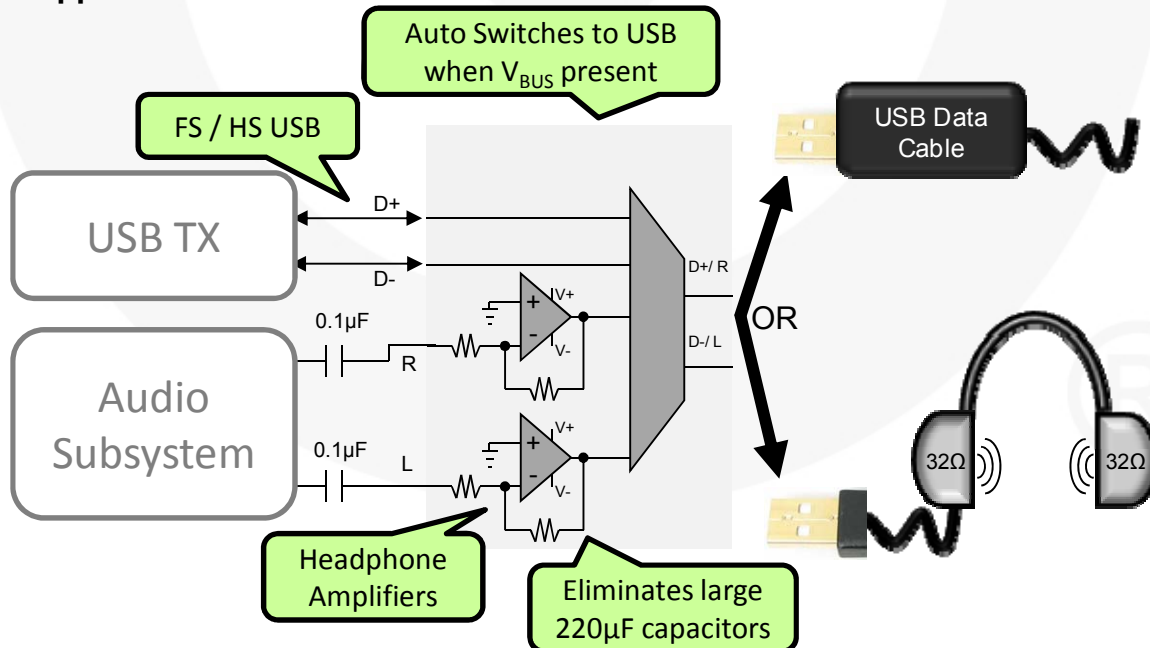 Auto Switches to USB
when VBUS present
FS / HS USB
USB Data
Cable
USB TX
D+
D-
V+
+
-
V-
0.1µF
R
D+/ R
D-/ L
OR
Audio
Subsystem
0.1µF
L
V+
+
-
V-
32Ω
32Ω
Headphone
Amplifiers
Eliminates large
220µF capacitors